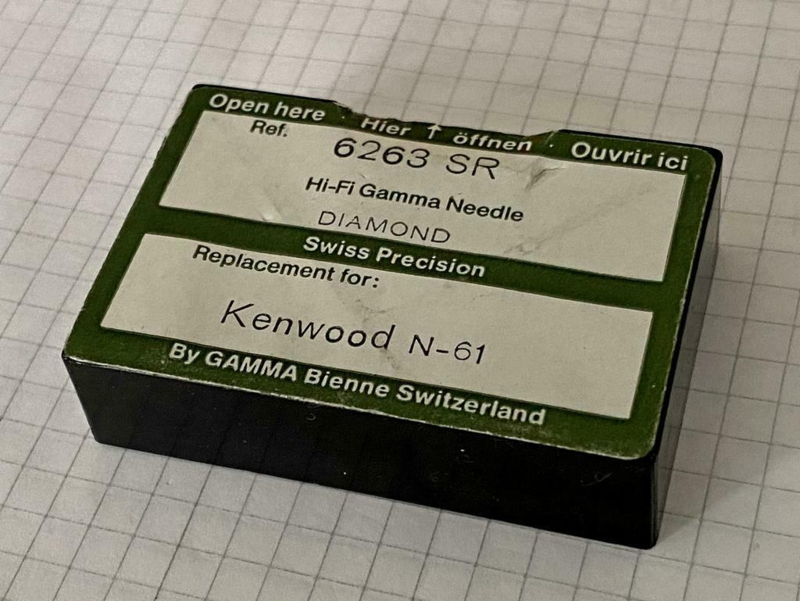 Open here Hier ↑ öffnen Ouvrir ici
Ref. 6263 SR
Hi-Fi Gamma Needle
DIAMOND
Swiss Precision
Replacement for:
Kenwood N-61
By GAMMA Bienne Switzerland